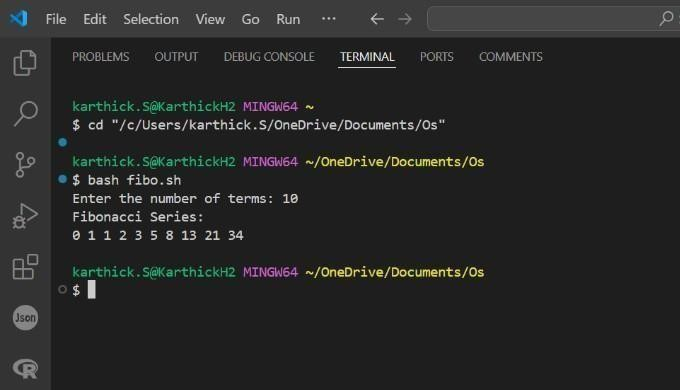 File Edit Selection View Go Run ···
PROBLEMS OUTPUT DEBUG CONSOLE TERMINAL PORTS COMMENTS
karthick.S@KarthickH2 MINGW64 ~
$ cd "/c/Users/karthick.S/OneDrive/Documents/Os"
karthick.S@KarthickH2 MINGW64 ~/OneDrive/Documents/Os
$ bash fibo.sh
Enter the number of terms: 10
Fibonacci Series:
0 1 1 2 3 5 8 13 21 34
karthick.S@KarthickH2 MINGW64 ~/OneDrive/Documents/Os
$
Json
R